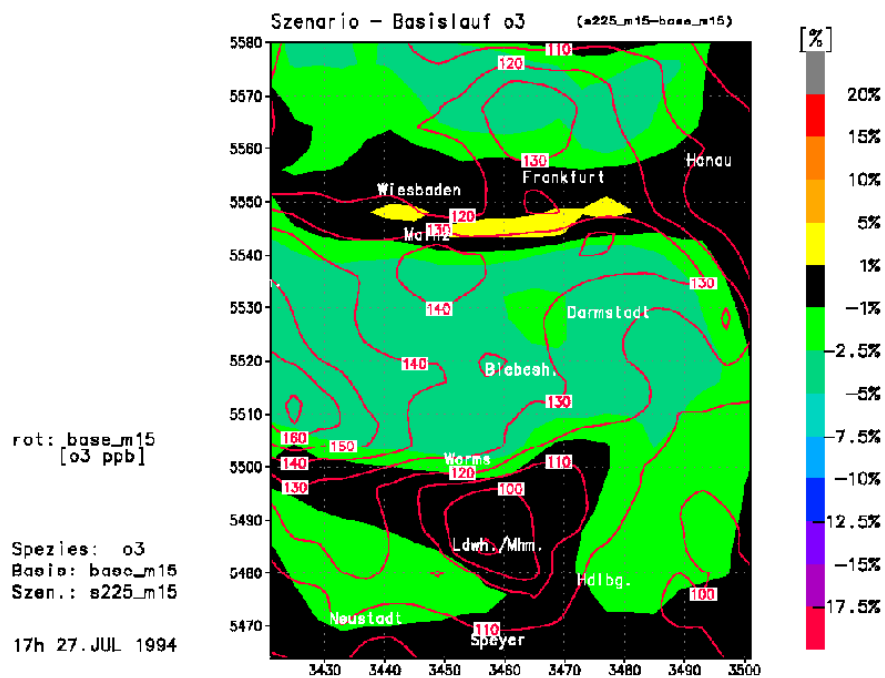 Szenario – Basislauf o3 (s225_m15–base_m15)
[%]
5580
5570
5560
5550
5540
5530
5520
5510
5500
5490
5480
5470
3430 3440 3450 3460 3470 3480 3490 3500
110
120
130
Hanau
Frankfurt
Wiesbaden
120
130
Mainz
130
140
Darmstadt
140
Biebesh.
130
160
150
140
Worms
110
120
130
100
Ldwh./Mhm.
Hdlbg.
100
Neustadt
110
Speyer
20%
15%
10%
5%
1%
–1%
–2.5%
–5%
–7.5%
–10%
–12.5%
–15%
–17.5%
rot: base_m15
[o3 ppb]
Spezies: o3
Basis: base_m15
Szen.: s225_m15
17h 27.JUL 1994